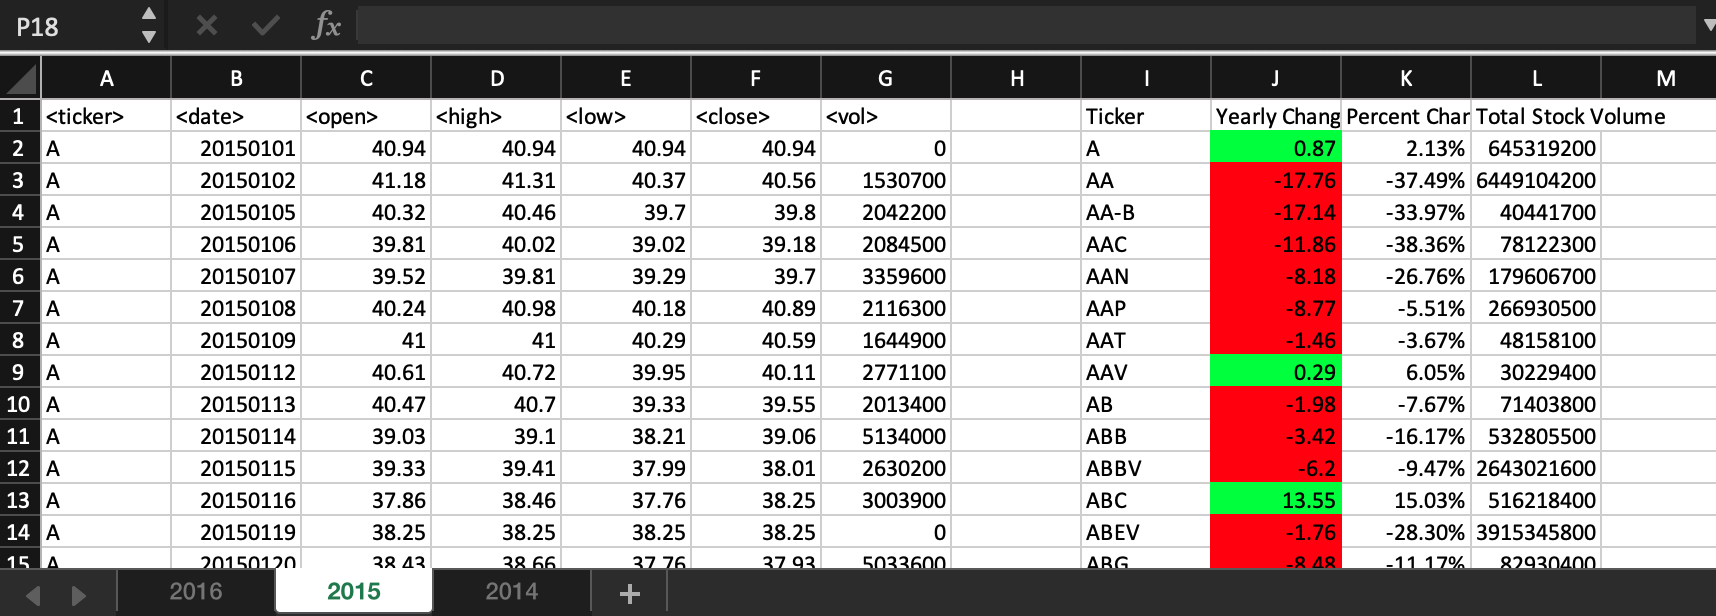 P18 fx
A B C D E F G H I J K L M
1 <ticker> <date> <open> <high> <low> <close> <vol> Ticker Yearly Chang Percent Char Total Stock Volume
2 A 20150101 40.94 40.94 40.94 40.94 0 A 0.87 2.13% 645319200
3 A 20150102 41.18 41.31 40.37 40.56 1530700 AA -17.76 -37.49% 6449104200
4 A 20150105 40.32 40.46 39.7 39.8 2042200 AA-B -17.14 -33.97% 40441700
5 A 20150106 39.81 40.02 39.02 39.18 2084500 AAC -11.86 -38.36% 78122300
6 A 20150107 39.52 39.81 39.29 39.7 3359600 AAN -8.18 -26.76% 179606700
7 A 20150108 40.24 40.98 40.18 40.89 2116300 AAP -8.77 -5.51% 266930500
8 A 20150109 41 41 40.29 40.59 1644900 AAT -1.46 -3.67% 48158100
9 A 20150112 40.61 40.72 39.95 40.11 2771100 AAV 0.29 6.05% 30229400
10 A 20150113 40.47 40.7 39.33 39.55 2013400 AB -1.98 -7.67% 71403800
11 A 20150114 39.03 39.1 38.21 39.06 5134000 ABB -3.42 -16.17% 532805500
12 A 20150115 39.33 39.41 37.99 38.01 2630200 ABBV -6.2 -9.47% 2643021600
13 A 20150116 37.86 38.46 37.76 38.25 3003900 ABC 13.55 15.03% 516218400
14 A 20150119 38.25 38.25 38.25 38.25 0 ABEV -1.76 -28.30% 3915345800
15 A 20150120 38.43 38.66 37.76 37.93 5033600 ABG -8.48 -11.17% 82930400
2016 2015 2014 +